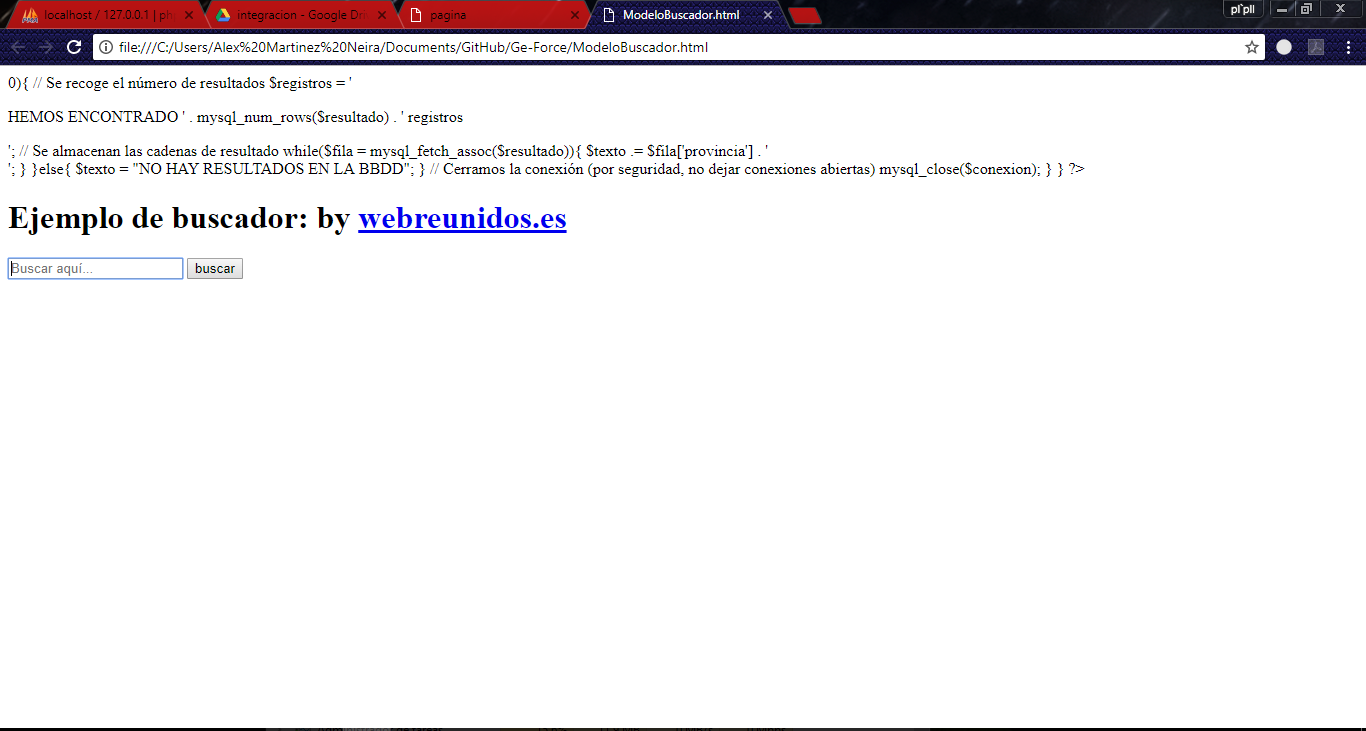 localhost / 127.0.0.1 | ph
integracion - Google Dri
pagina
ModeloBuscador.html
file:///C:/Users/Alex%20Martinez%20Neira/Documents/GitHub/Ge-Force/ModeloBuscador.html
0){ // Se recoge el número de resultados $registros = '
HEMOS ENCONTRADO ' . mysql_num_rows($resultado) . ' registros
'; // Se almacenan las cadenas de resultado while($fila = mysql_fetch_assoc($resultado)){ $texto .= $fila['provincia'] . '
'; } }else{ $texto = "NO HAY RESULTADOS EN LA BBDD"; } // Cerramos la conexión (por seguridad, no dejar conexiones abiertas) mysql_close($conexion); } } ?>
Ejemplo de buscador: by webreunidos.es
Buscar aquí...
buscar